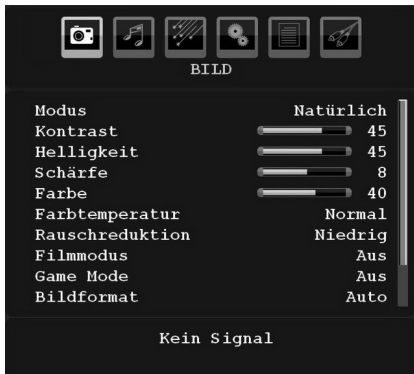 BILD
Modus Natürlich
Kontrast 45
Helligkeit 45
Schärfe 8
Farbe 40
Farbtemperatur Normal
Rauschreduktion Niedrig
Filmmodus Aus
Game Mode Aus
Bildformat Auto
Kein Signal